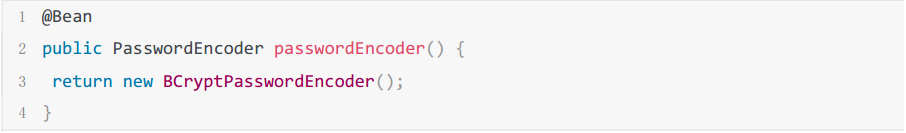 1 @Bean
2 public PasswordEncoder passwordEncoder() {
3  return new BCryptPasswordEncoder();
4 }